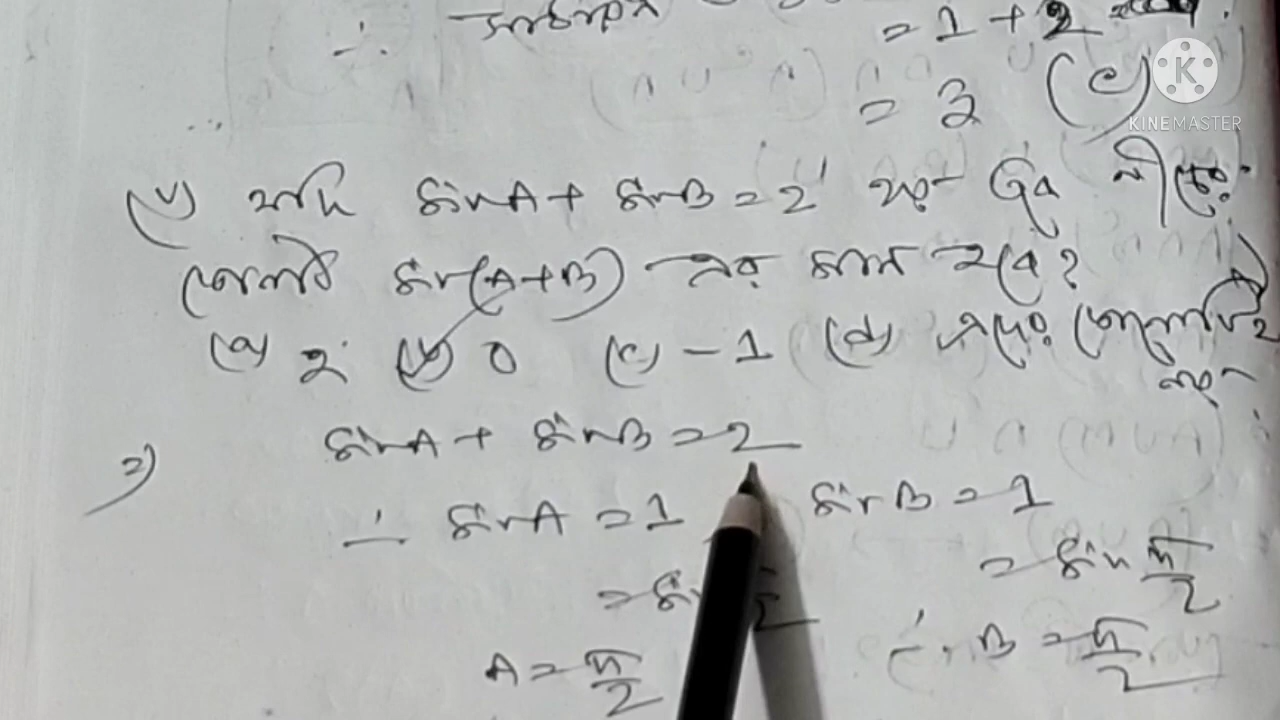 ∴ = 1 + 2
= 3 (c)
KINEMASTER
যদি sinA + sinB = 2 হয় তবে নীচের
কোনটি sin(A+B) এর মান হবে?
(a) 2 (b) 0 (c) -1 (d) এদের কোনোটিই
নয়
⇒) sinA + sinB = 2
∴ sinA = 1 sinB = 1
= sin π/2
A = π/2 ∴ B = π/2